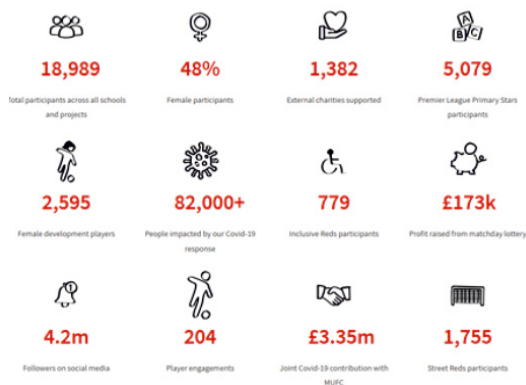 A
B C
18,989
48%
1,382
5,079
Total participants across all schools
and projects
Female participants
External charities supported
Premier League Primary Stars
participants
2,595
82,000+
779
£173k
Female development players
People impacted by our Covid-19
response
Inclusive Reds participants
Profit raised from matchday lottery
4.2m
204
£3.35m
1,755
Followers on social media
Player engagements
Joint Covid-19 contribution with
MUFC
Street Reds participants